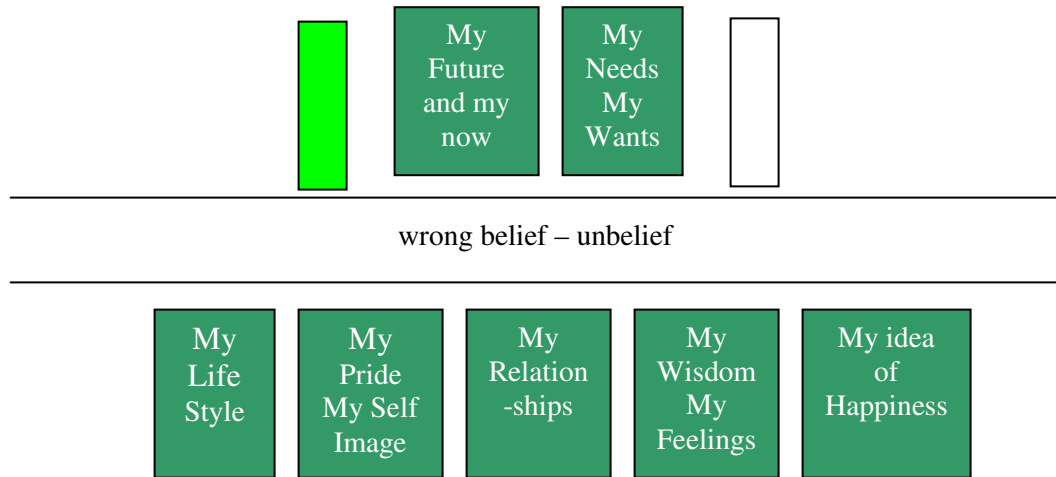 My
Future
and my
now
My
Needs
My
Wants
wrong belief – unbelief
My
Life
Style
My
Pride
My Self
Image
My
Relation
-ships
My
Wisdom
My
Feelings
My idea
of
Happiness